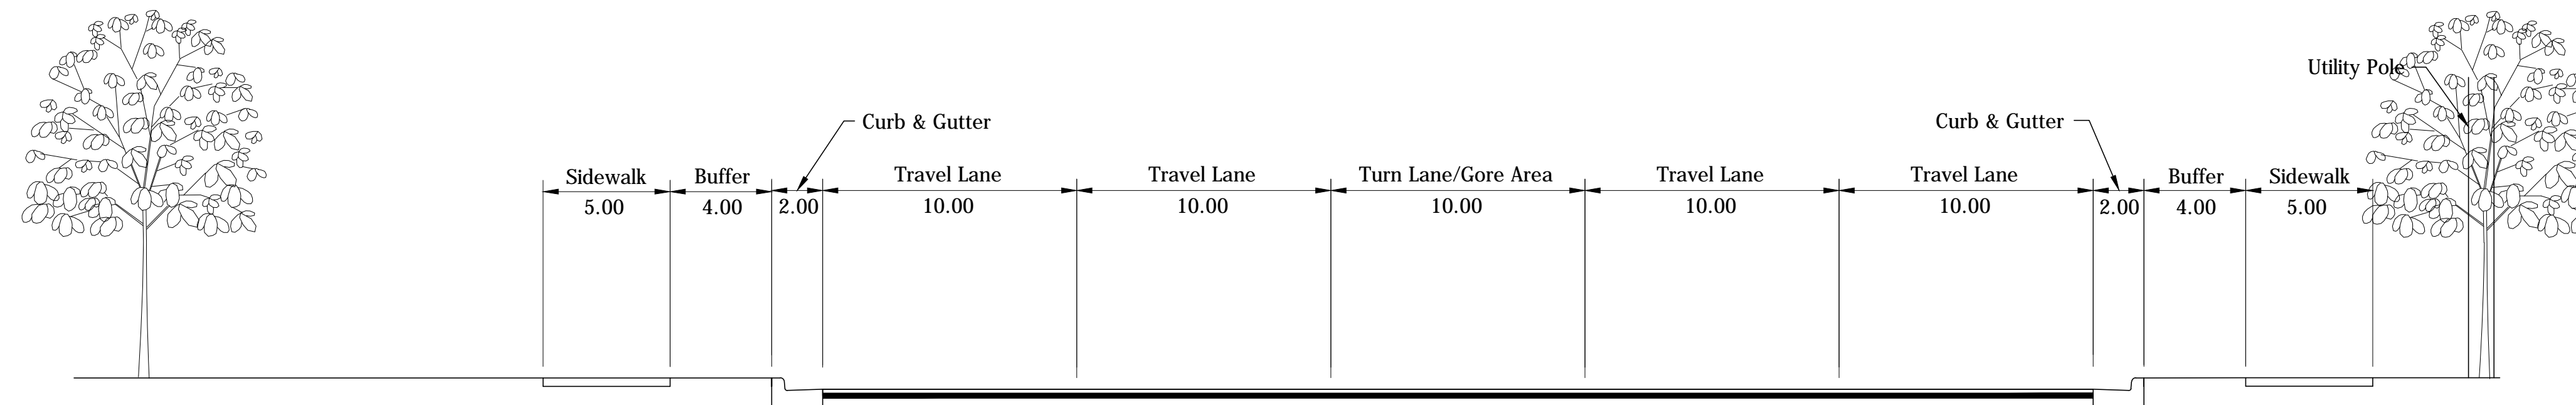 Utility Pole
Curb & Gutter
Curb & Gutter
Sidewalk Buffer Travel Lane Travel Lane Turn Lane/Gore Area Travel Lane Travel Lane Buffer Sidewalk
5.00 4.00 2.00 10.00 10.00 10.00 10.00 10.00 2.00 4.00 5.00